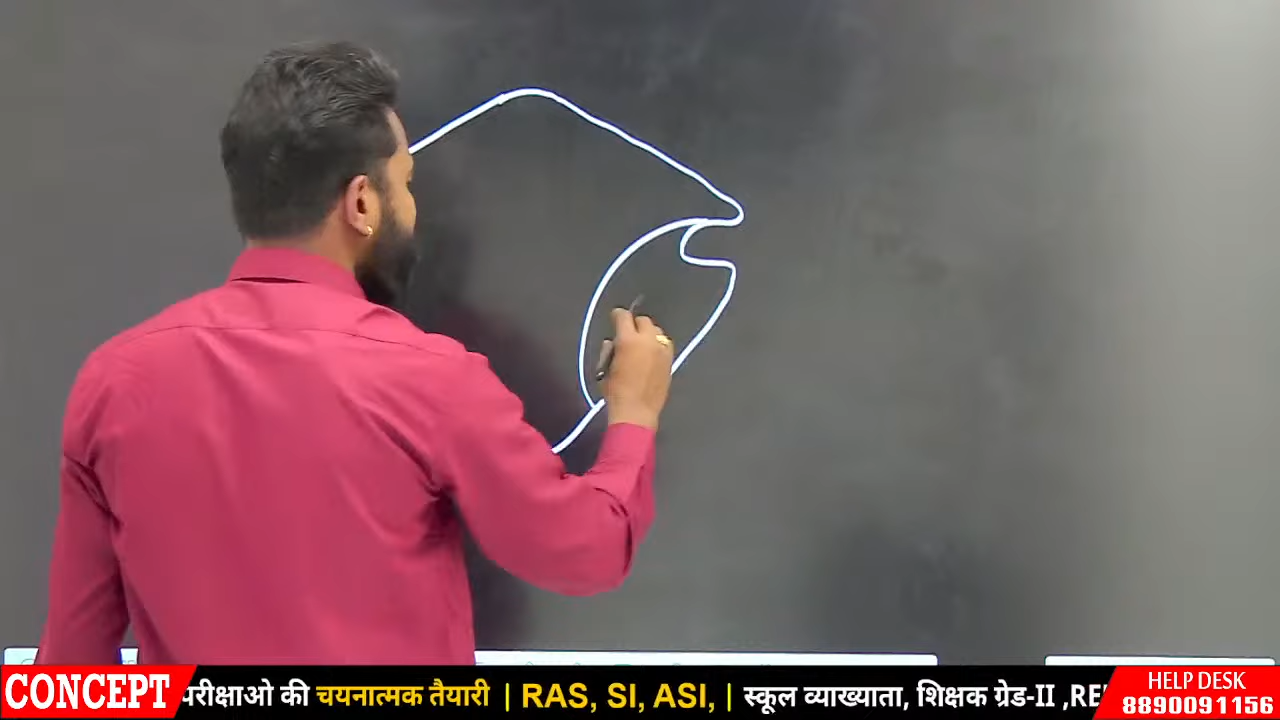 CONCEPT
परीक्षाओ की चयनात्मक तैयारी | RAS, SI, ASI, | स्कूल व्याख्याता, शिक्षक ग्रेड-II ,RE
HELP DESK
8890091156